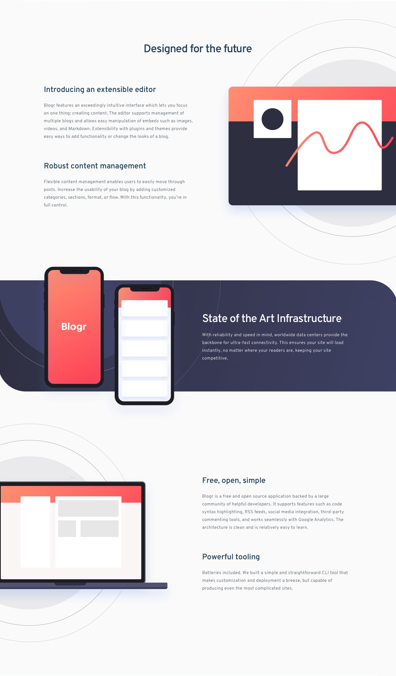 Designed for the future
Introducing an extensible editor
Blogr features an exceedingly intuitive interface which lets you focus
on one thing: creating content. The editor supports management of
multiple blogs and allows easy manipulation of embeds such as images,
videos, and Markdown. Extensibility with plugins and themes provide
easy ways to add functionality or change the looks of a blog.
Robust content management
Flexible content management enables users to easily move through
posts. Increase the usability of your blog by adding customized
categories, sections, format, or flow. With this functionality, you're in
full control.
Blogr
State of the Art Infrastructure
With reliability and speed in mind, worldwide data centers provide the
backbone for ultra-fast connectivity. This ensures your site will load
instantly, no matter where your readers are, keeping your site
competitive.
Free, open, simple
Blogr is a free and open source application backed by a large
community of helpful developers. It supports features such as code
syntax highlighting, RSS feeds, social media integration, third-party
commenting tools, and works seamlessly with Google Analytics. The
architecture is clean and is relatively easy to learn.
Powerful tooling
Batteries included. We built a simple and straightforward CLI tool that
makes customization and deployment a breeze, but capable of
producing even the most complicated sites.